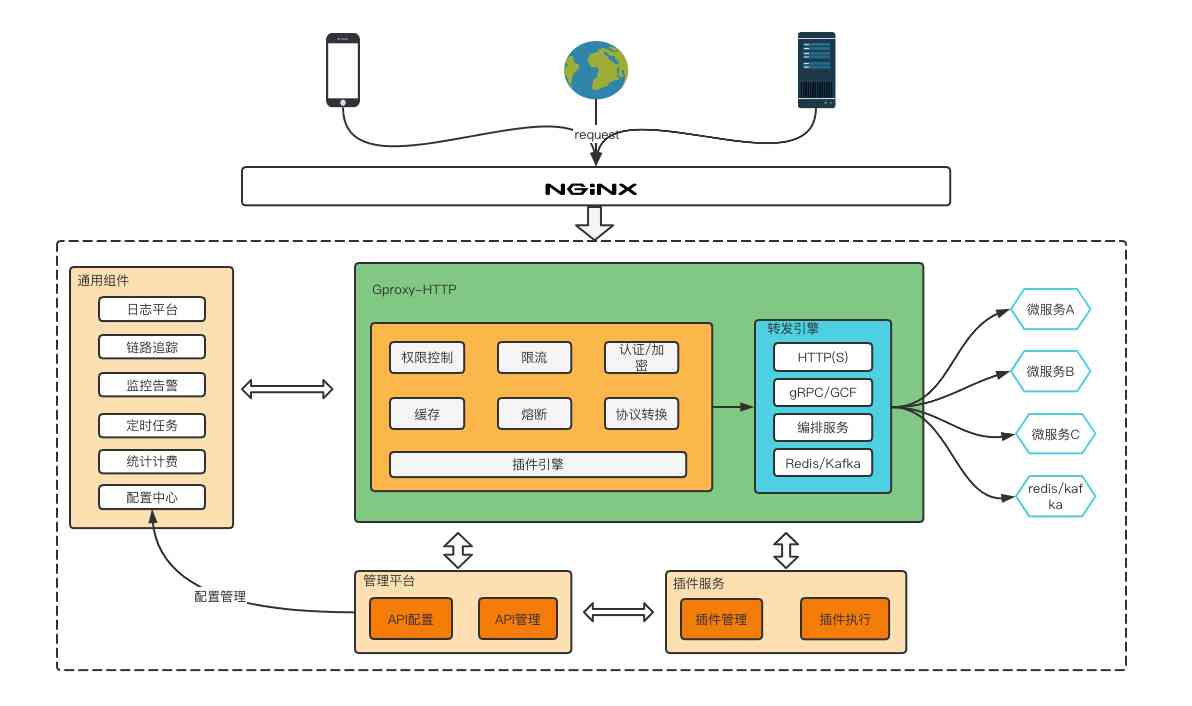 request
NGiNX
通用组件
日志平台
链路追踪
监控告警
定时任务
统计计费
配置中心
Gproxy-HTTP
权限控制
限流
认证/加
密
缓存
熔断
协议转换
插件引擎
转发引擎
HTTP(S)
gRPC/GCF
编排服务
Redis/Kafka
微服务A
微服务B
微服务C
redis/kaf
ka
配置管理
管理平台
API配置
API管理
插件服务
插件管理
插件执行